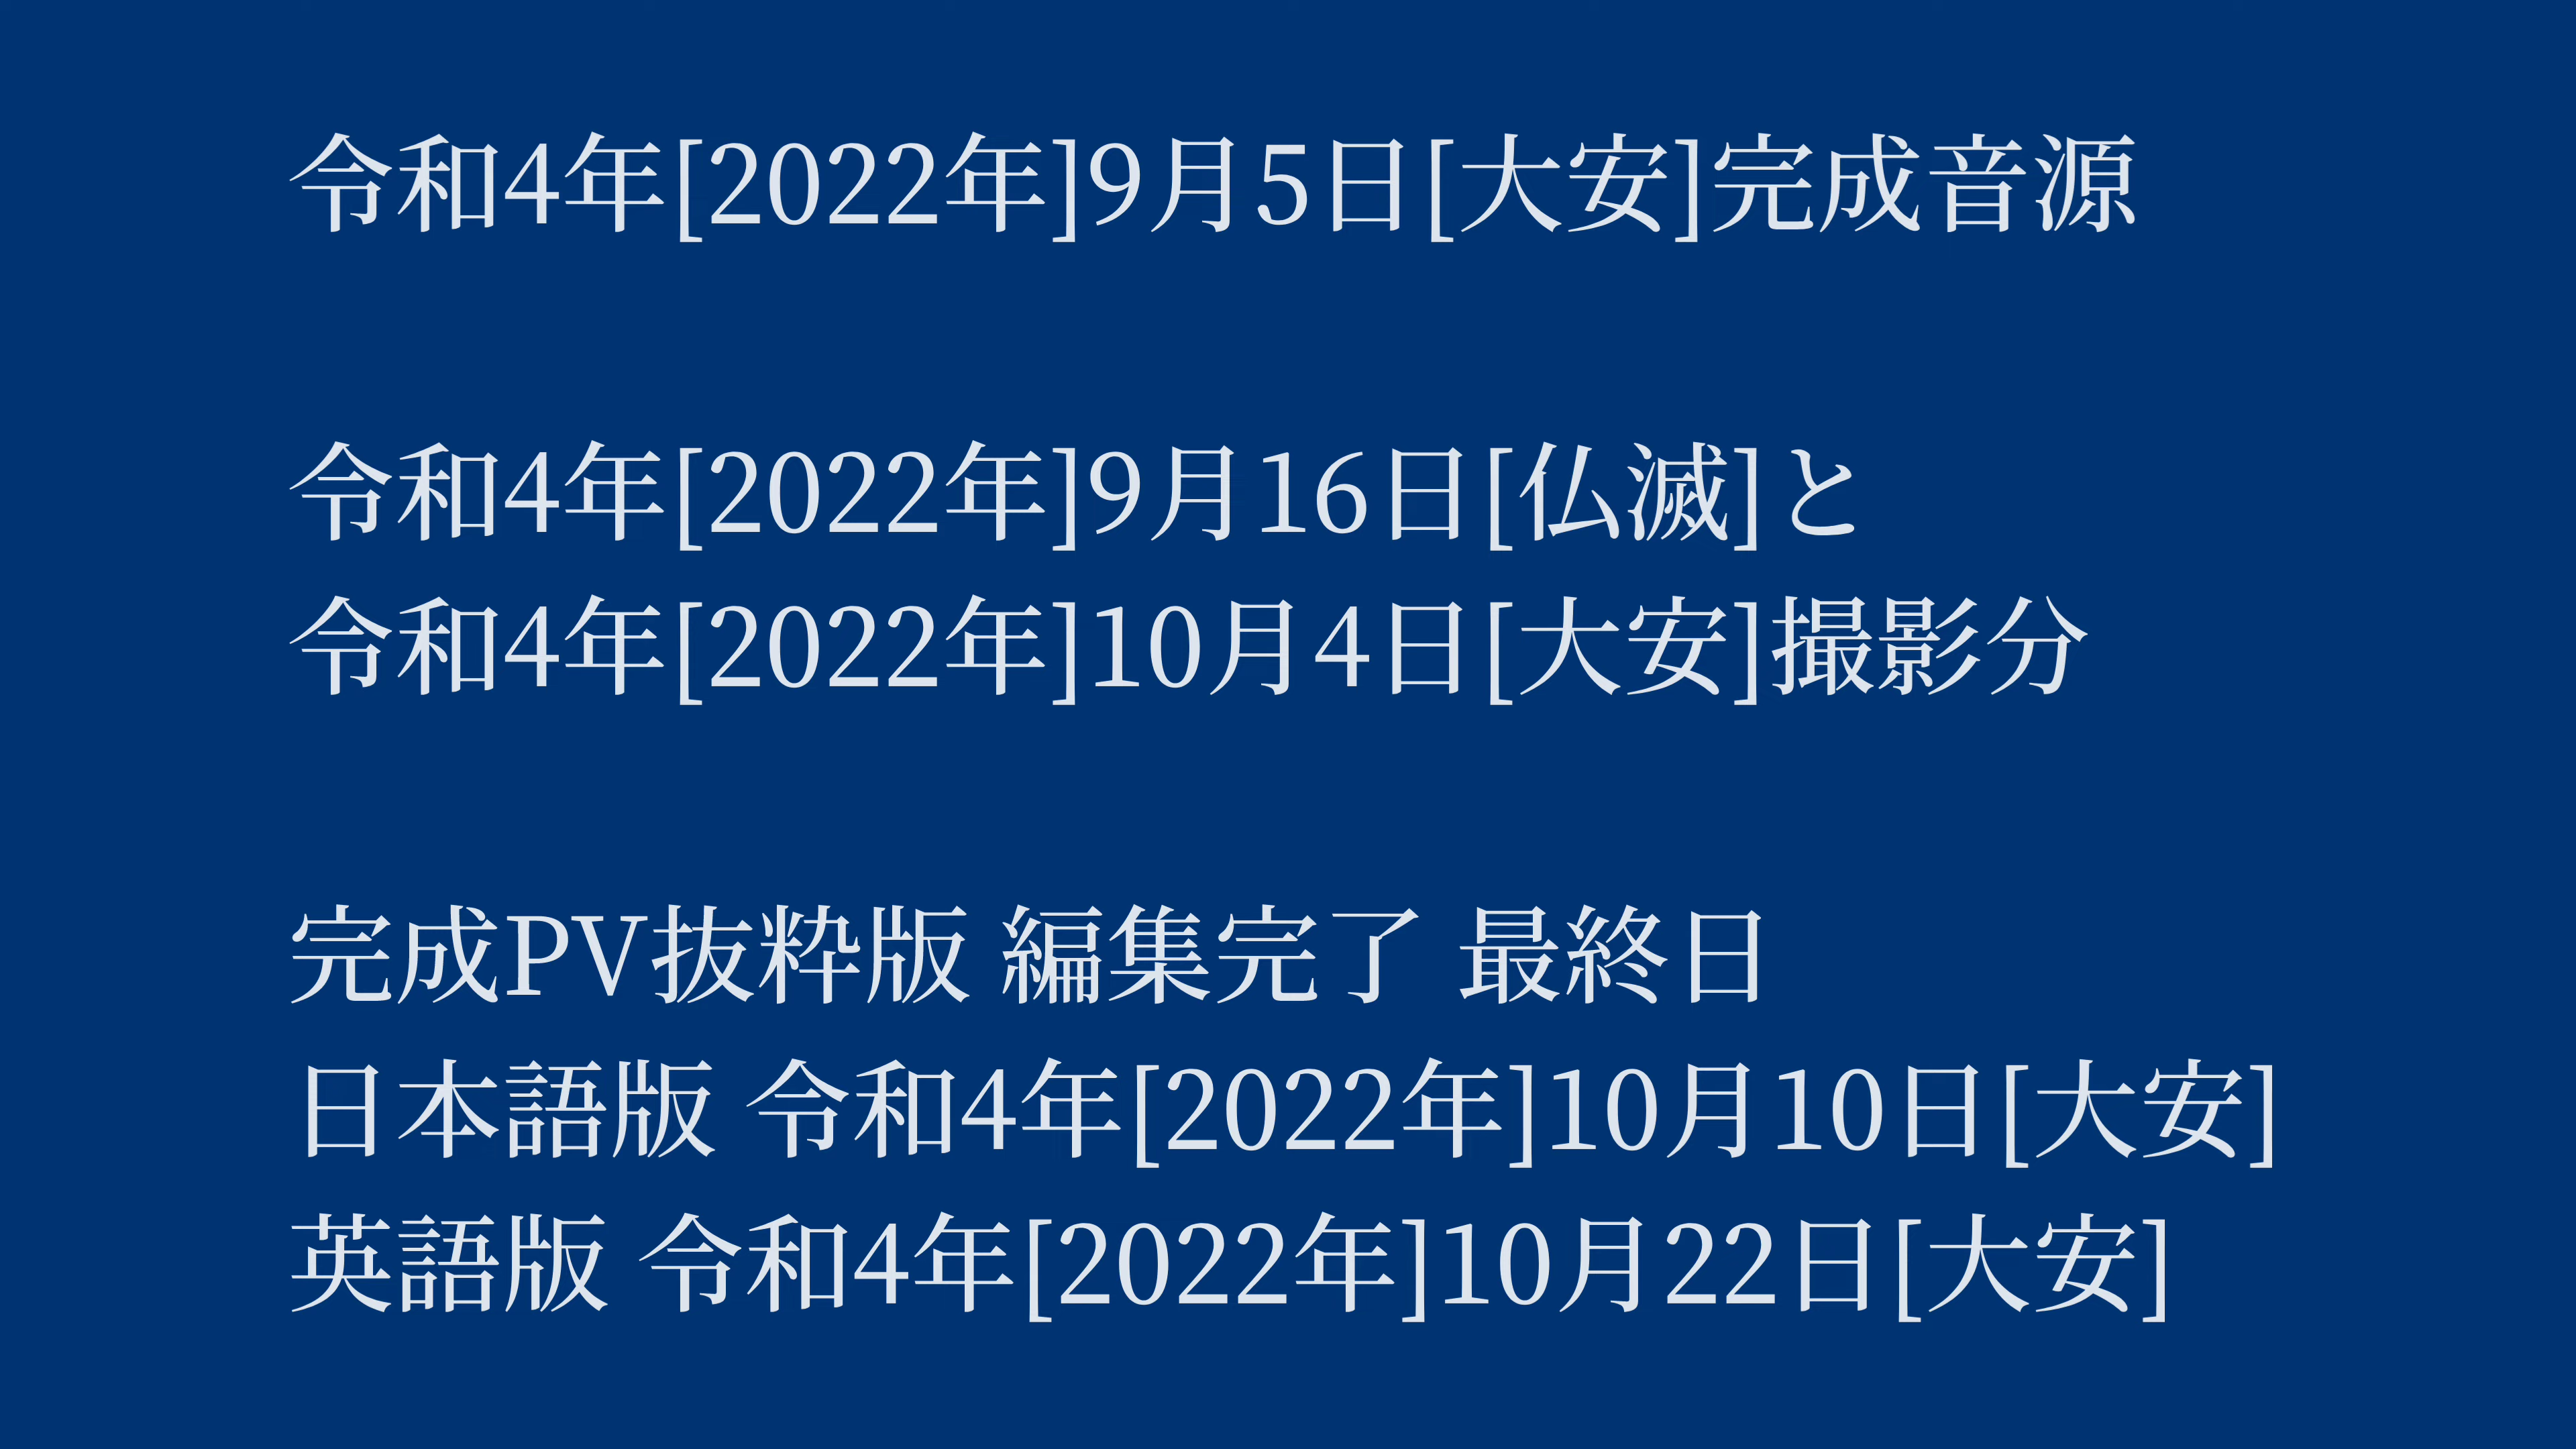 令和4年[2022年]9月5日[大安]完成音源
令和4年[2022年]9月16日[仏滅]と
令和4年[2022年]10月4日[大安]撮影分
完成PV抜粋版 編集完了 最終日
日本語版 令和4年[2022年]10月10日[大安]
英語版 令和4年[2022年]10月22日[大安]